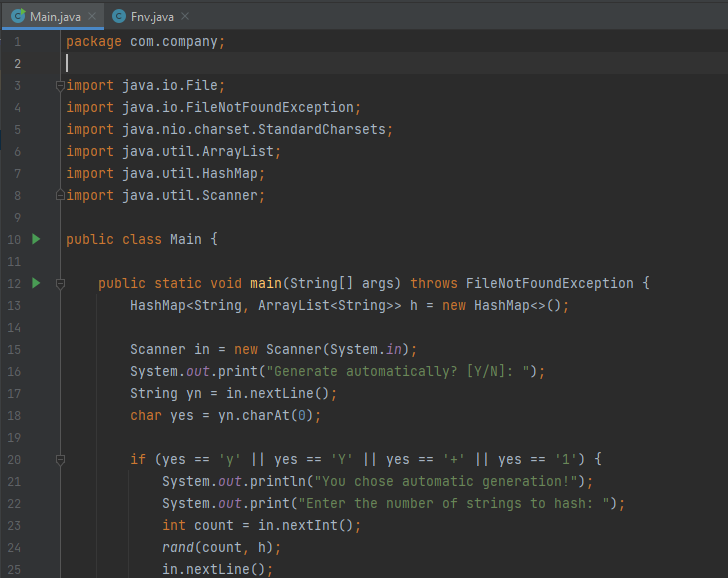 Main.java Fnv.java
1 package com.company;
2
3 import java.io.File;
4 import java.io.FileNotFoundException;
5 import java.nio.charset.StandardCharsets;
6 import java.util.ArrayList;
7 import java.util.HashMap;
8 import java.util.Scanner;
9
10 public class Main {
11
12 public static void main(String[] args) throws FileNotFoundException {
13 HashMap<String, ArrayList<String>> h = new HashMap<>();
14
15 Scanner in = new Scanner(System.in);
16 System.out.print("Generate automatically? [Y/N]: ");
17 String yn = in.nextLine();
18 char yes = yn.charAt(0);
19
20 if (yes == 'y' || yes == 'Y' || yes == '+' || yes == '1') {
21 System.out.println("You chose automatic generation!");
22 System.out.print("Enter the number of strings to hash: ");
23 int count = in.nextInt();
24 rand(count, h);
25 in.nextLine();